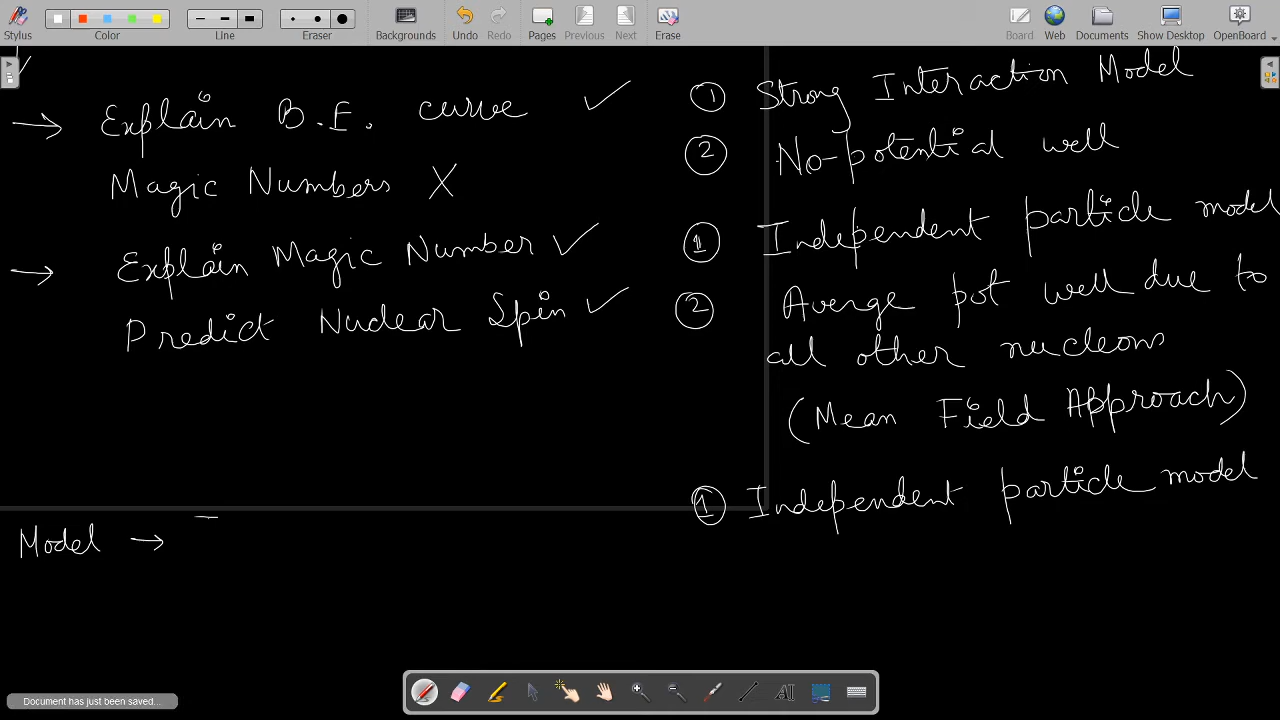 Stylus
Color
Line
Eraser
Backgrounds
Undo
Redo
Pages
Previous
Next
Erase
Board
Web
Documents
Show Desktop
OpenBoard
→ Explain B.E. curve ✓
Magic Numbers X
→ Explain Magic Number ✓
Predict Nuclear Spin ✓
Model →
① Strong Interaction Model
② No-potential well
① Independent particle model
② Averge pot well due to
all other nucleons
(Mean Field Approach)
① Independent particle model
Document has just been saved...